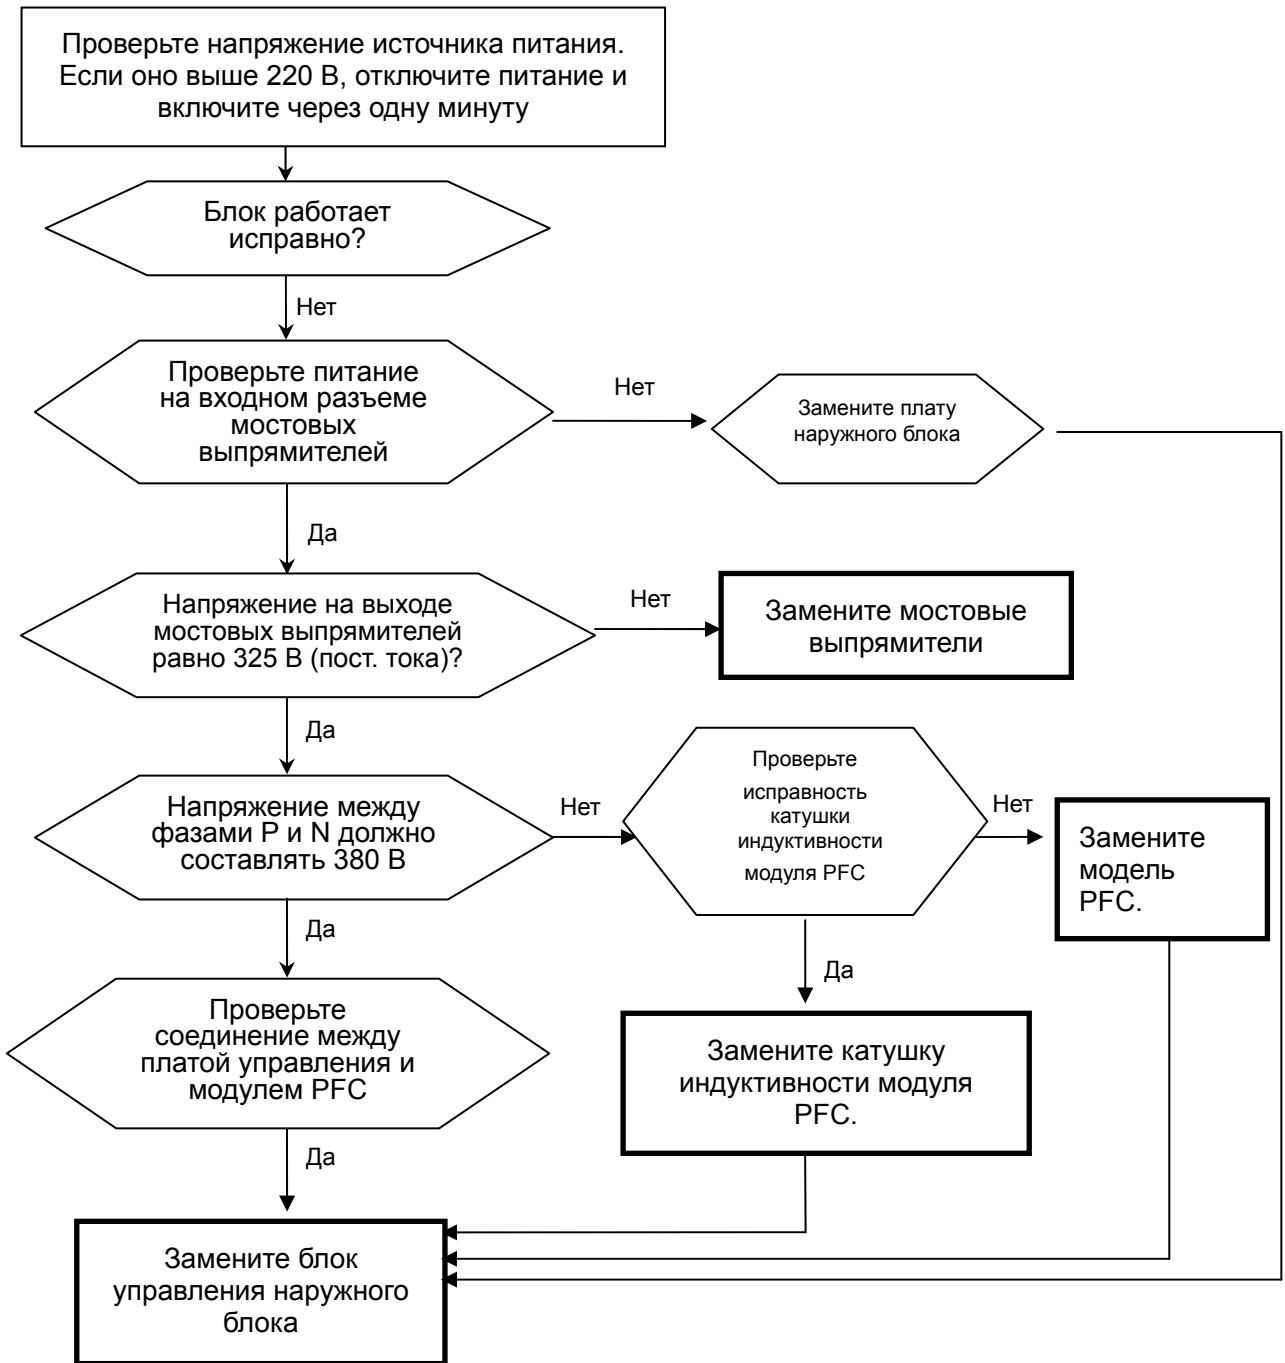 Проверьте напряжение источника питания.
Если оно выше 220 В, отключите питание и
включите через одну минуту
Блок работает
исправно?
Нет
Проверьте питание
на входном разъеме
мостовых
выпрямителей
Нет
Замените плату
наружного блока
Да
Напряжение на выходе
мостовых выпрямителей
равно 325 В (пост. тока)?
Нет
Замените мостовые
выпрямители
Да
Напряжение между
фазами P и N должно
составлять 380 В
Нет
Проверьте
исправность
катушки
индуктивности
модуля PFC
Нет
Замените
модель
PFC.
Да
Да
Проверьте
соединение между
платой управления и
модулем PFC
Замените катушку
индуктивности модуля
PFC.
Да
Замените блок
управления наружного
блока